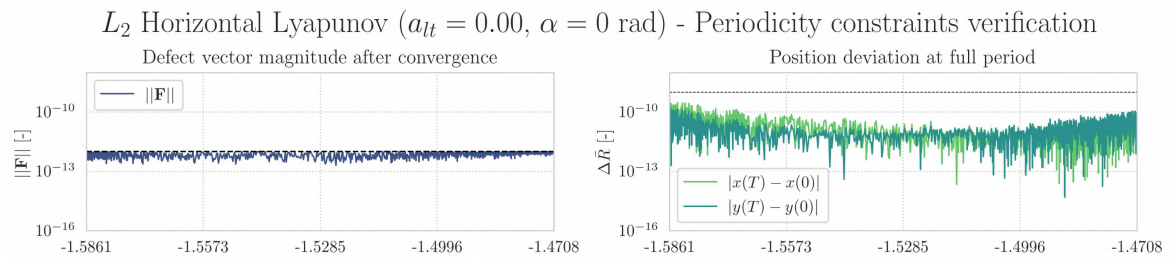 L₂ Horizontal Lyapunov (a_{lt} = 0.00, α = 0 rad) - Periodicity constraints verification
Defect vector magnitude after convergence
||F|| [-]
10⁻¹⁰
10⁻¹³
10⁻¹⁶
||F||
-1.5861 -1.5573 -1.5285 -1.4996 -1.4708
Position deviation at full period
ΔR̄ [-]
10⁻¹⁰
10⁻¹³
10⁻¹⁶
|x(T) − x(0)|
|y(T) − y(0)|
-1.5861 -1.5573 -1.5285 -1.4996 -1.4708